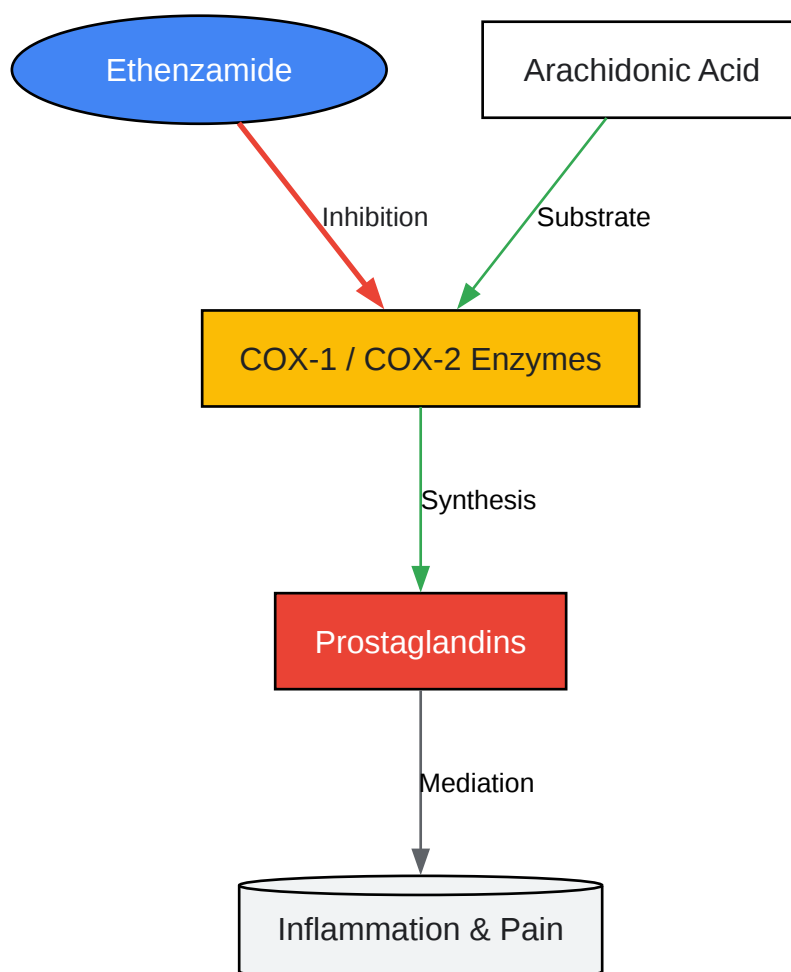 Ethenzamide
Arachidonic Acid
Inhibition
Substrate
COX-1 / COX-2 Enzymes
Synthesis
Prostaglandins
Mediation
Inflammation & Pain